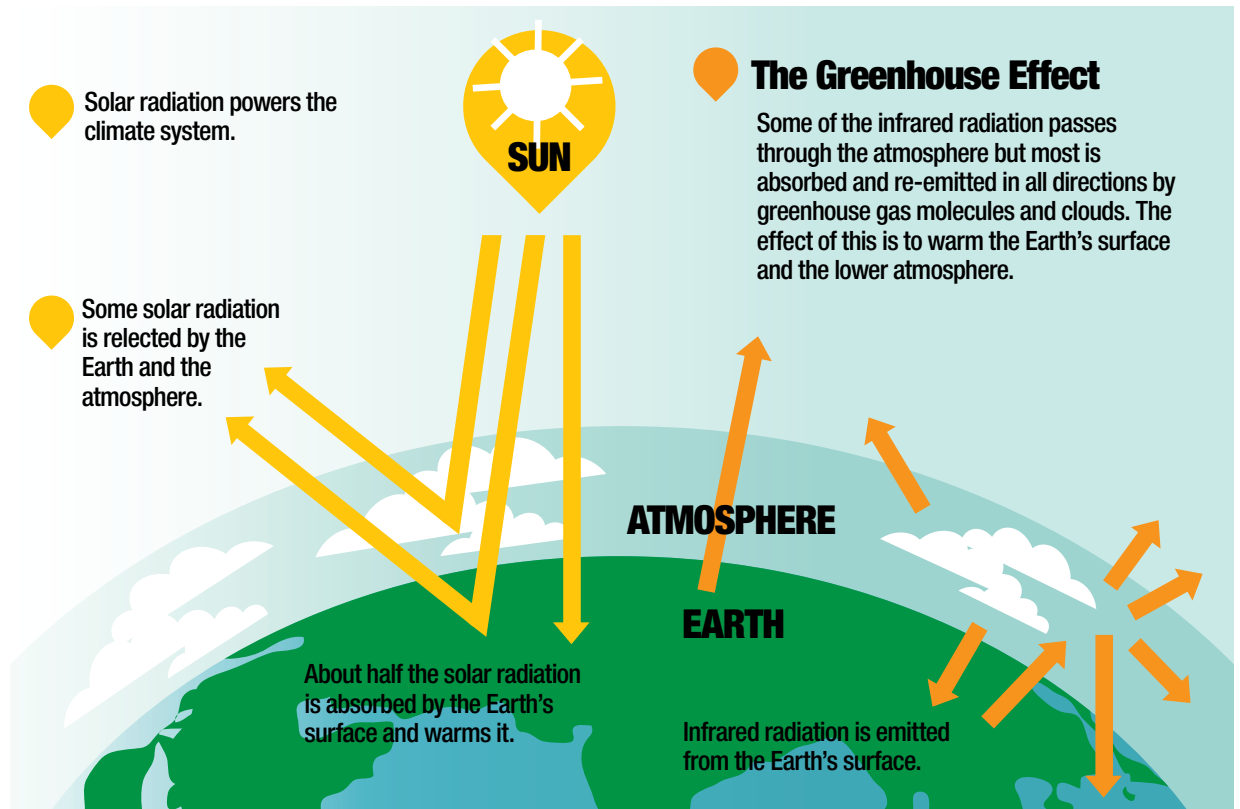 Solar radiation powers the
climate system.
SUN
The Greenhouse Effect
Some of the infrared radiation passes
through the atmosphere but most is
absorbed and re-emitted in all directions by
greenhouse gas molecules and clouds. The
effect of this is to warm the Earth's surface
and the lower atmosphere.
Some solar radiation
is relected by the
Earth and the
atmosphere.
ATMOSPHERE
EARTH
About half the solar radiation
is absorbed by the Earth's
surface and warms it.
Infrared radiation is emitted
from the Earth's surface.